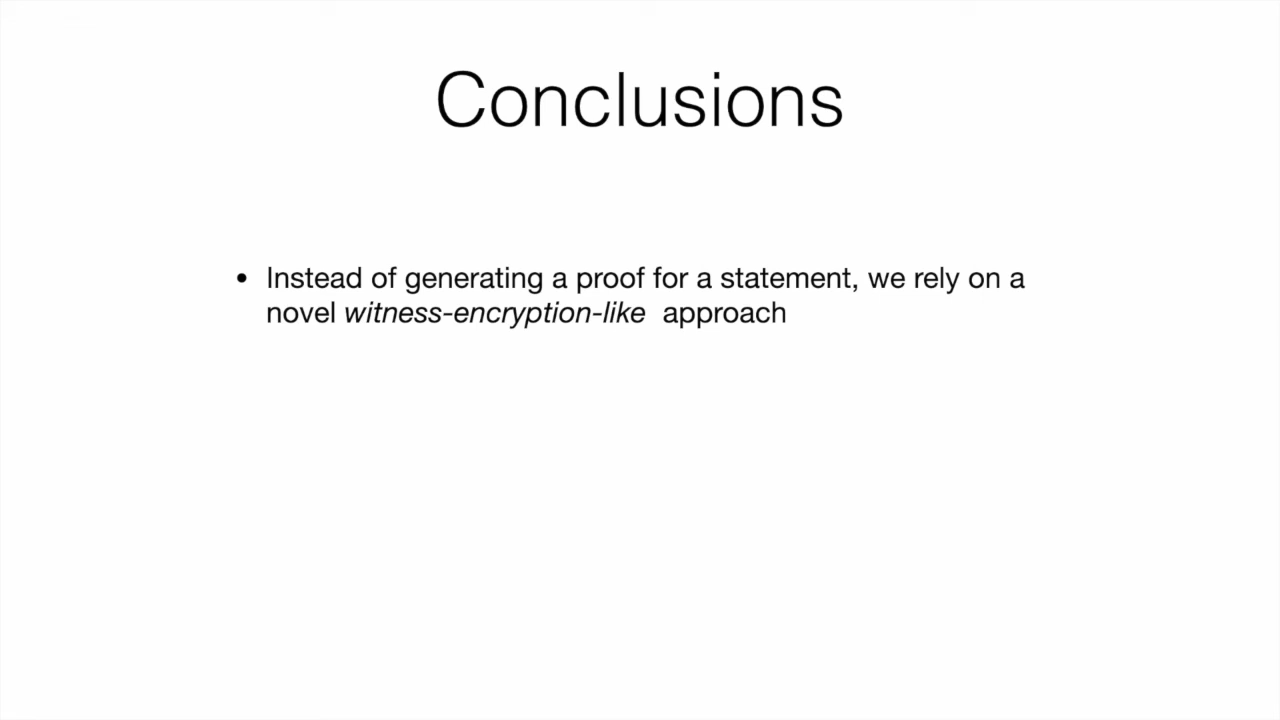 Conclusions
• Instead of generating a proof for a statement, we rely on a
novel witness-encryption-like approach